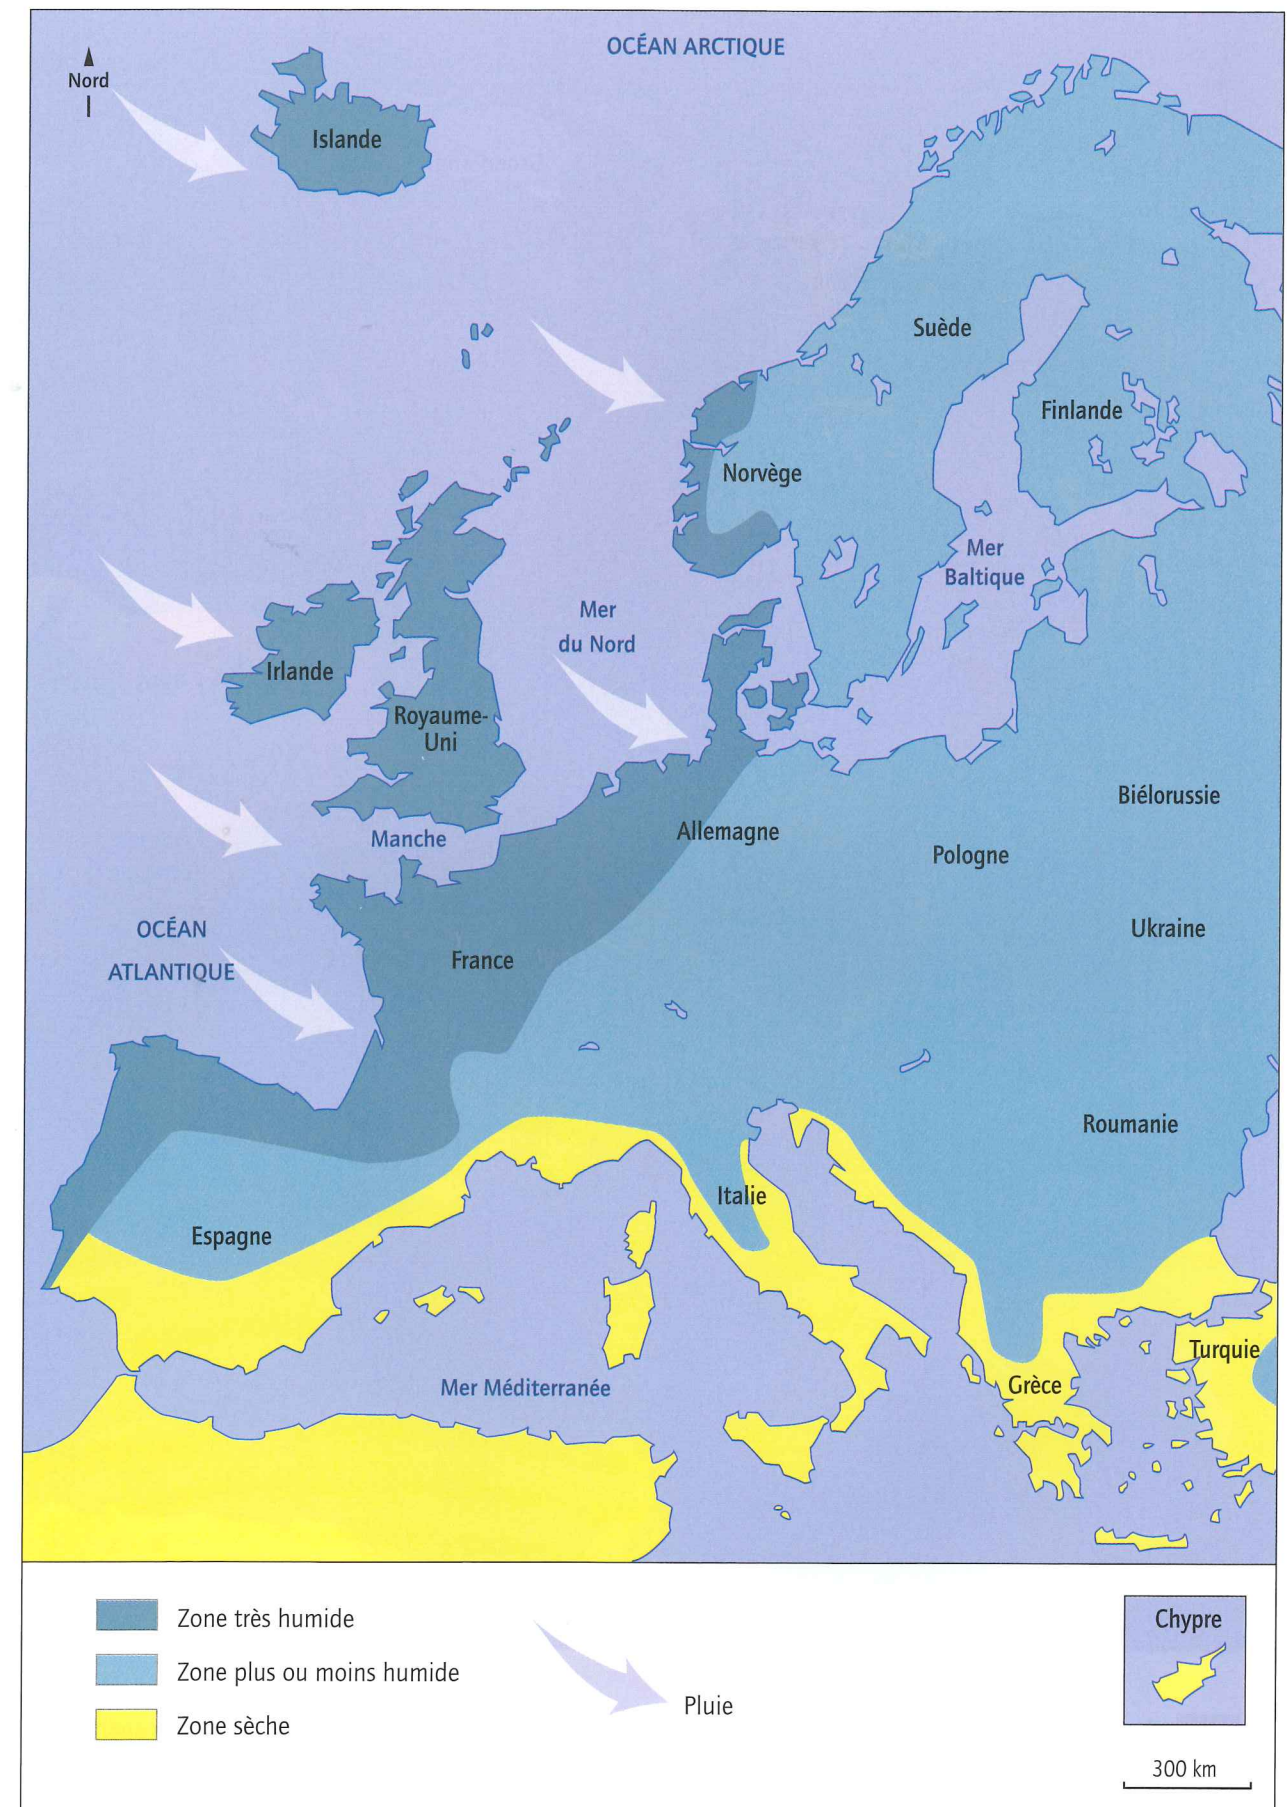 OCÉAN ARCTIQUE
Nord
Islande
Suède
Finlande
Norvège
Mer
Baltique
Mer
du Nord
Irlande
Royaume-
Uni
Biélorussie
Manche
Allemagne
Pologne
OCÉAN
ATLANTIQUE
Ukraine
France
Roumanie
Italie
Espagne
Turquie
Mer Méditerranée
Grèce
Zone très humide
Zone plus ou moins humide
Zone sèche
Pluie
Chypre
300 km